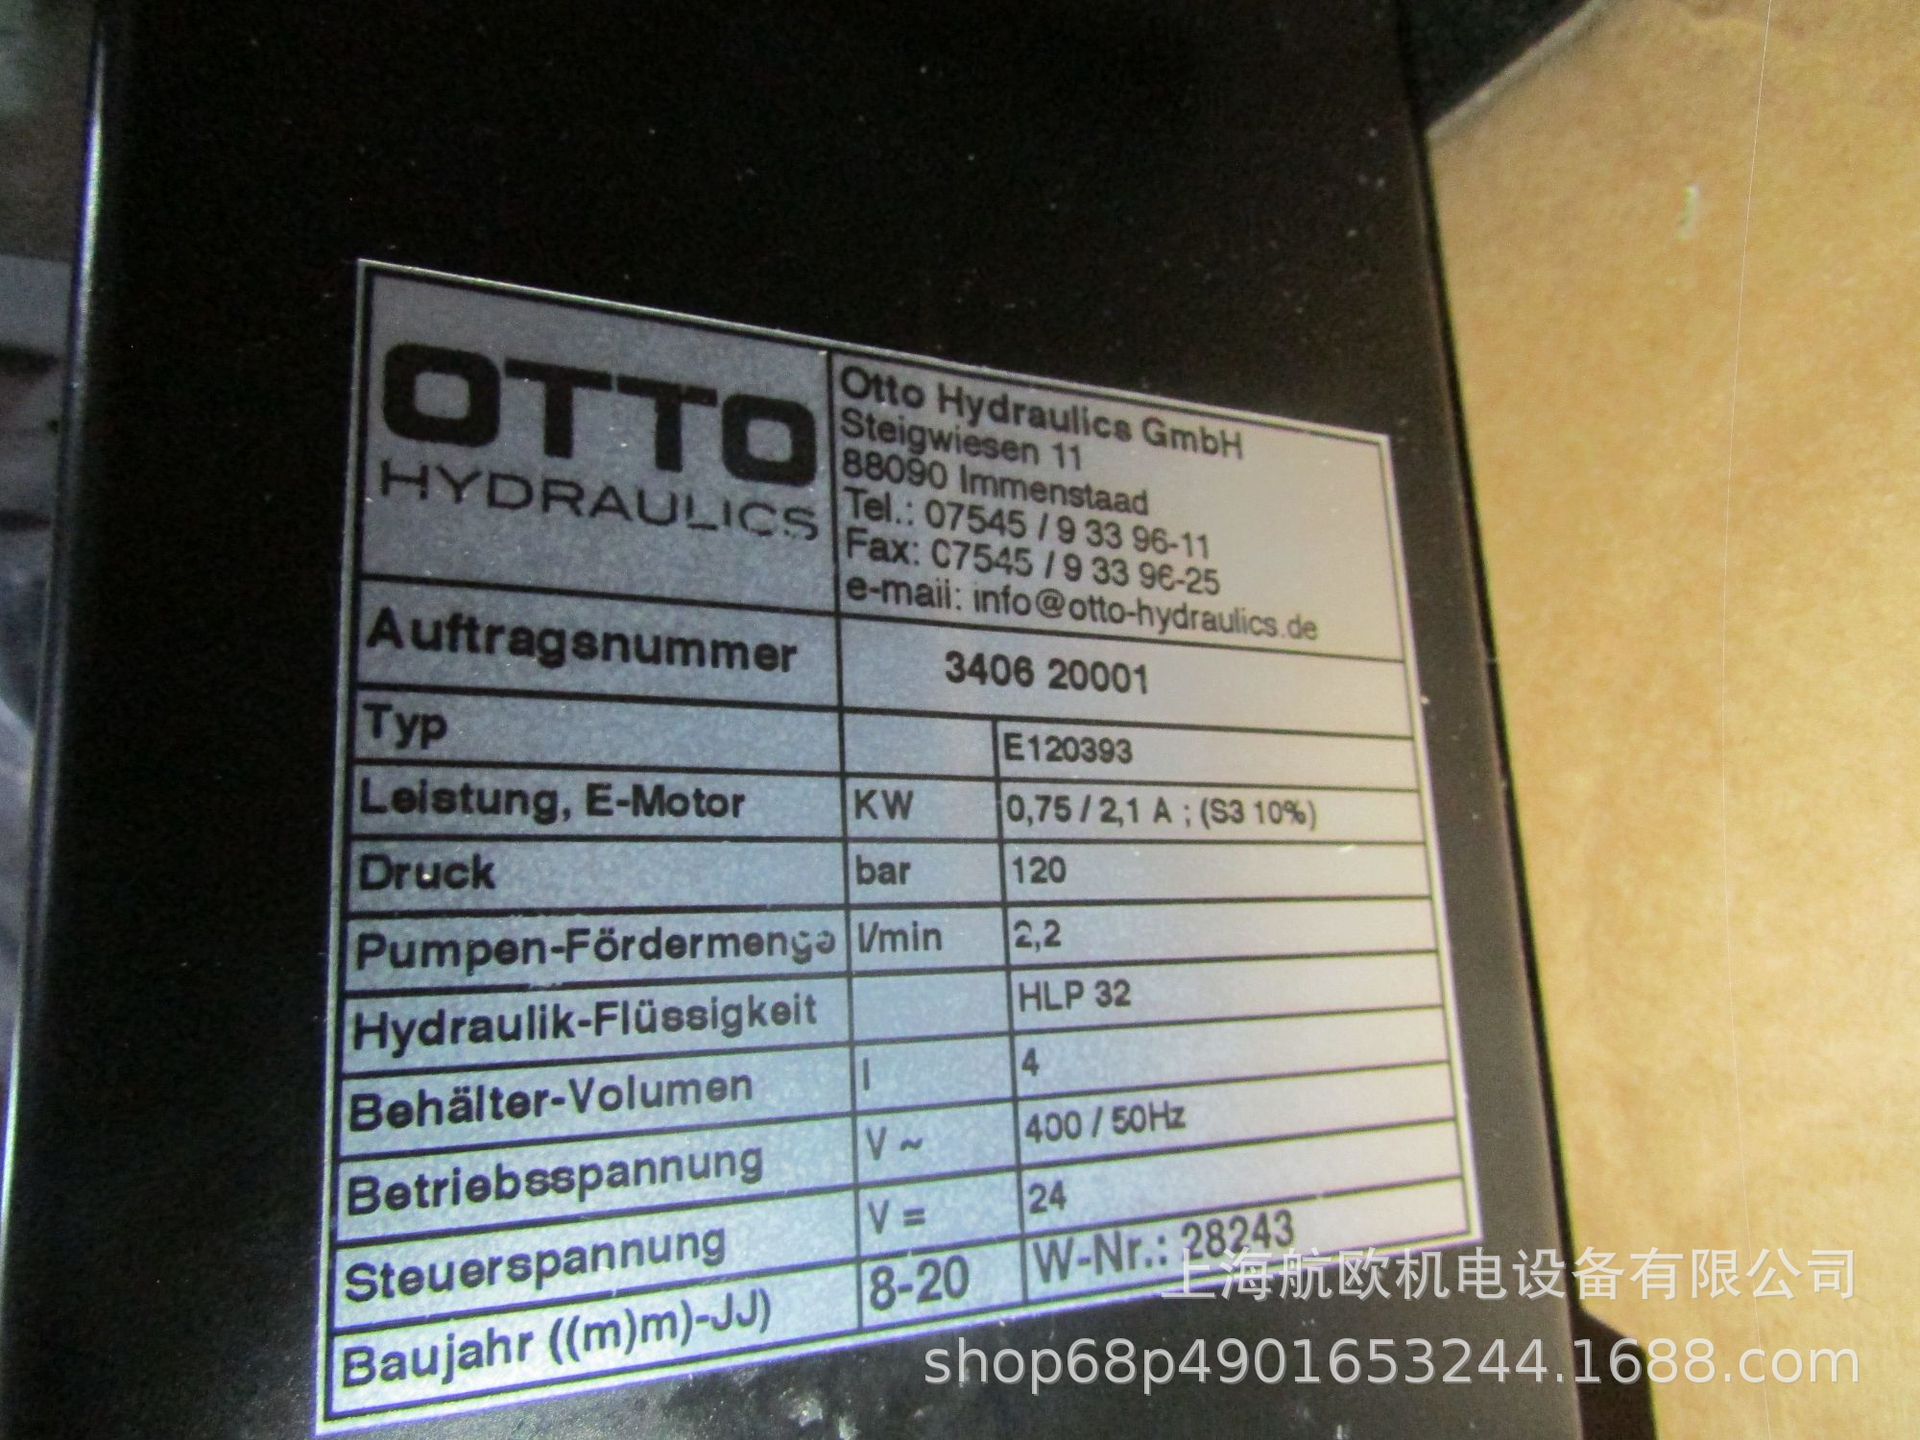 OTTO
HYDRAULICS
Otto Hydraulics GmbH
Steigwiesen 11
88090 Immenstaad
Tel.: 07545 / 9 33 96-11
Fax: 07545 / 9 33 96-25
e-mail: info@otto-hydraulics.de
Auftragsnummer 3406 20001
Typ E120393
Leistung, E-Motor KW 0,75 / 2,1 A ; (S3 10%)
Druck bar 120
Pumpen-Fördermenge l/min 2,2
Hydraulik-Flüssigkeit HLP 32
Behälter-Volumen l 4
Betriebsspannung V ~ 400 / 50Hz
Steuerspannung V = 24
Baujahr ((m)m)-JJ) 8-20 W-Nr.: 28243
上海航欧机电设备有限公司
shop68p4901653244.1688.com